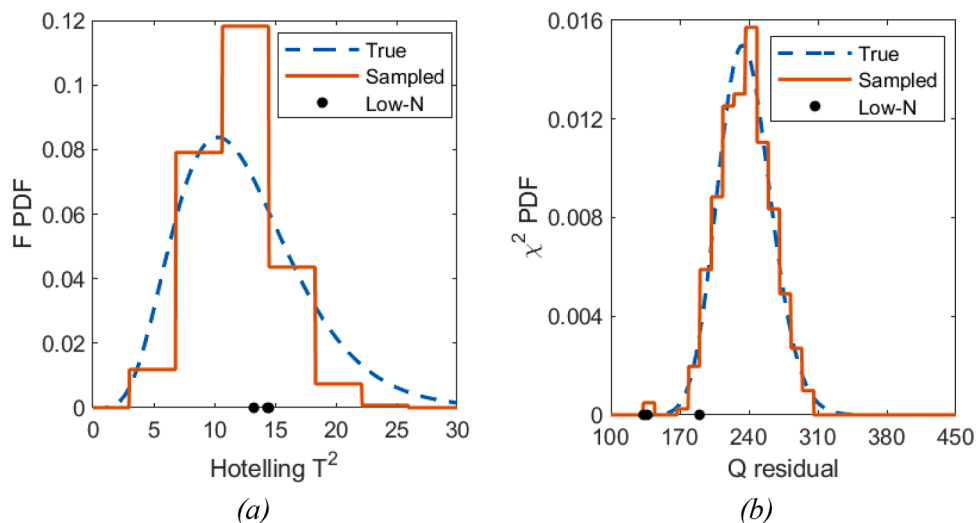 0.12
0.1
0.08
0.06
0.04
0.02
0
F PDF
True
Sampled
Low-N
0 5 10 15 20 25 30
Hotelling T²
(a)
0.016
0.012
0.008
0.004
0
χ² PDF
True
Sampled
Low-N
100 170 240 310 380 450
Q residual
(b)